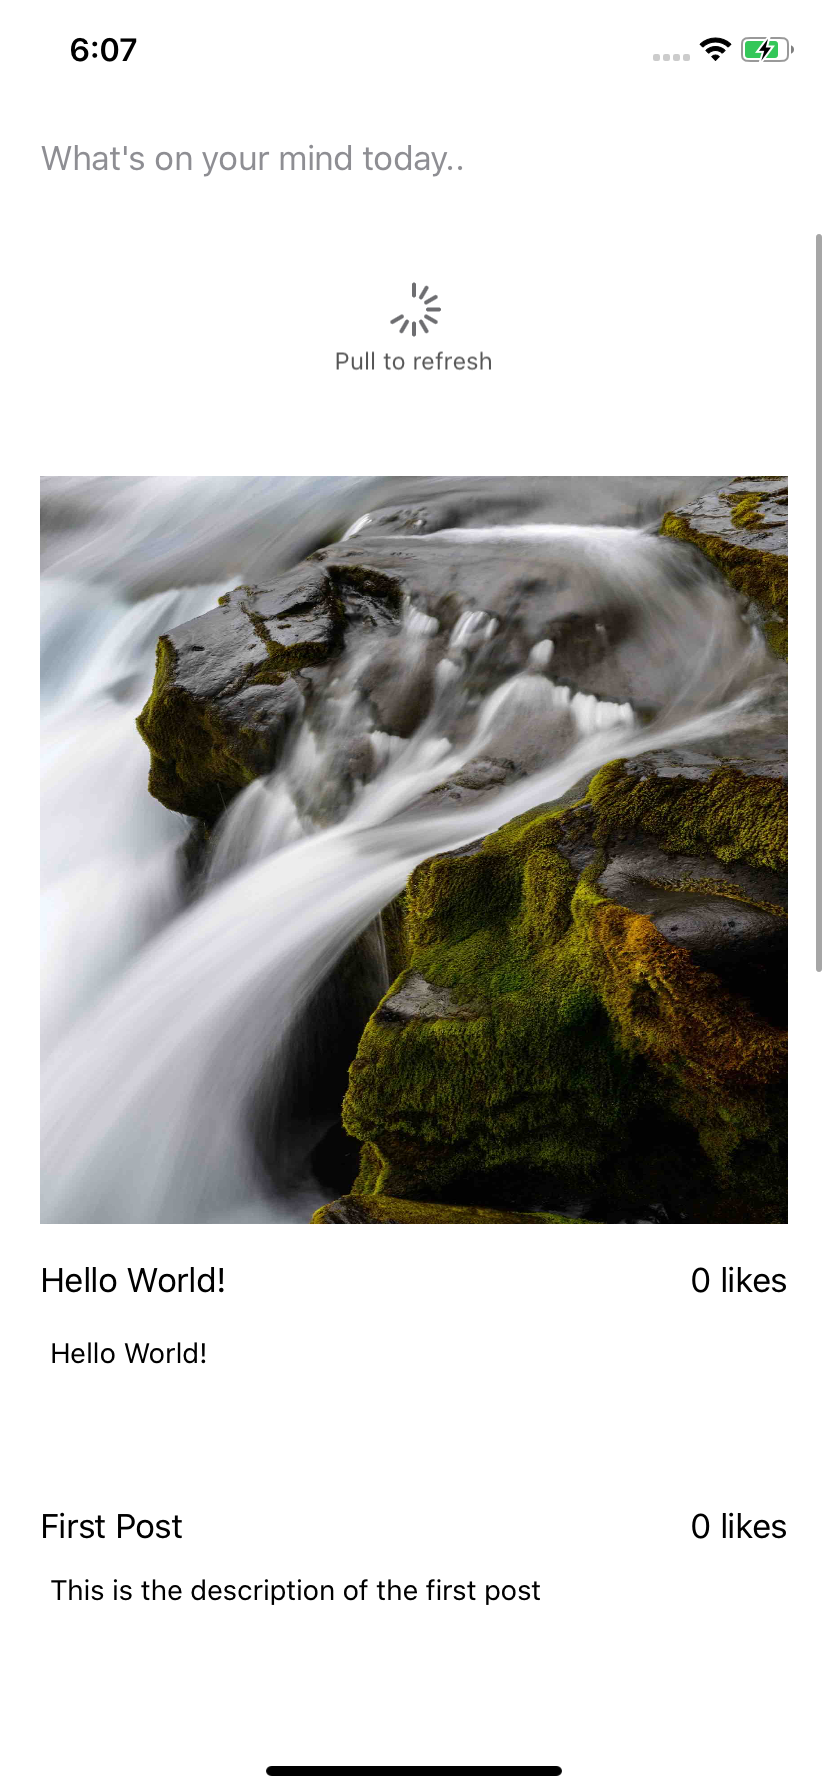 6:07
What's on your mind today..
Pull to refresh
Hello World!
0 likes
Hello World!
First Post
0 likes
This is the description of the first post